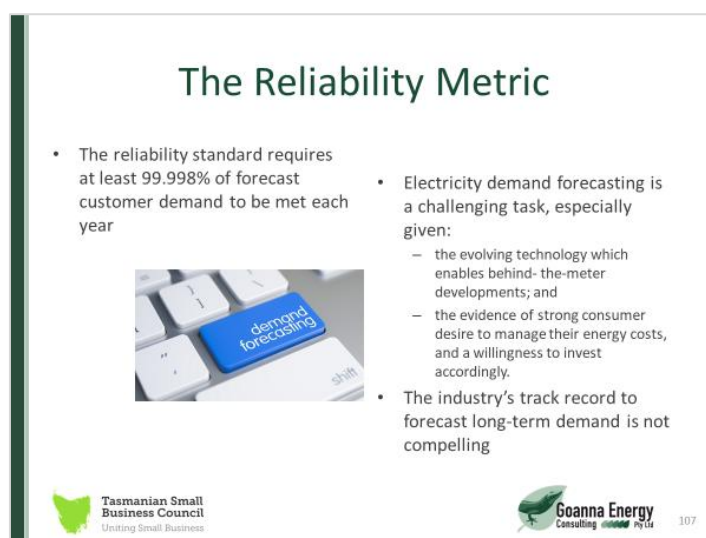 The Reliability Metric
• The reliability standard requires
at least 99.998% of forecast
customer demand to be met each
year
demand
forecasting
shift
• Electricity demand forecasting is
a challenging task, especially
given:
– the evolving technology which
enables behind- the-meter
developments; and
– the evidence of strong consumer
desire to manage their energy costs,
and a willingness to invest
accordingly.
• The industry’s track record to
forecast long-term demand is not
compelling
Tasmanian Small
Business Council
Uniting Small Business
Goanna Energy
Consulting Pty Ltd
107